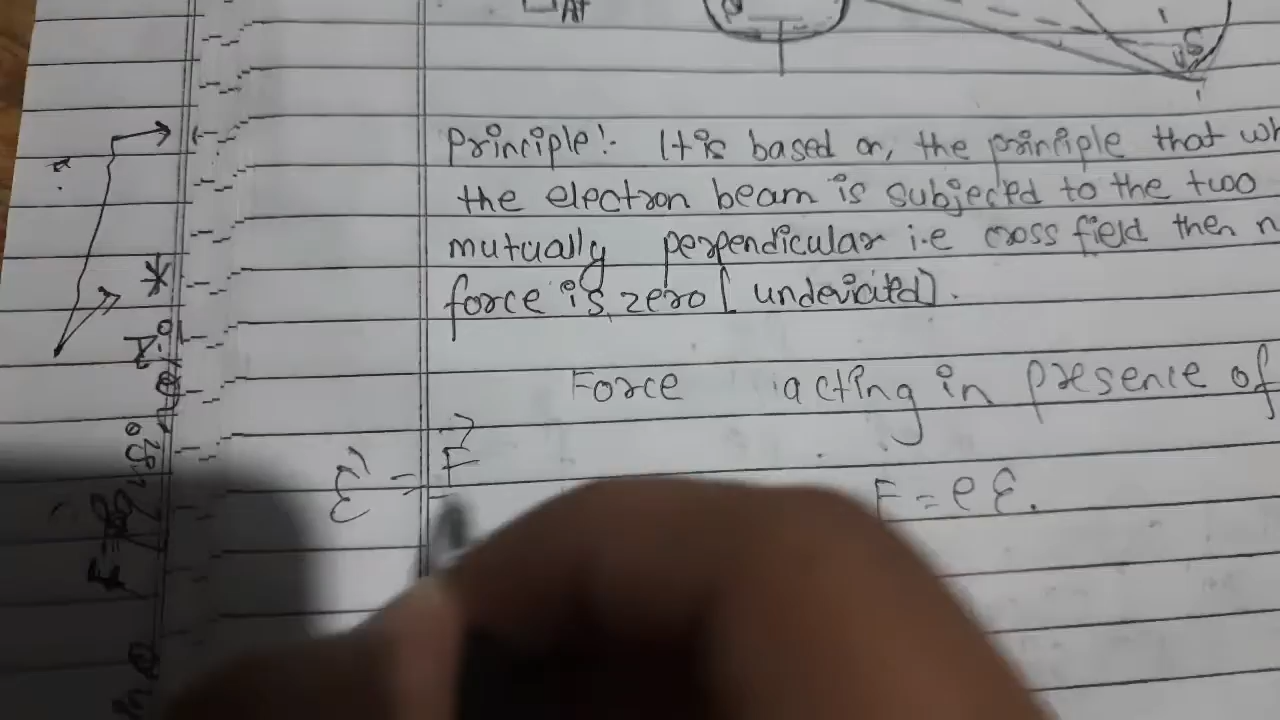 At
S
Principle:- It is based on, the principle that wh
the electron beam is subjected to the two
mutually perpendicular i.e cross field then n
force is zero [ undeviated].
Force acting in presence of
ε = F
F = e ε.